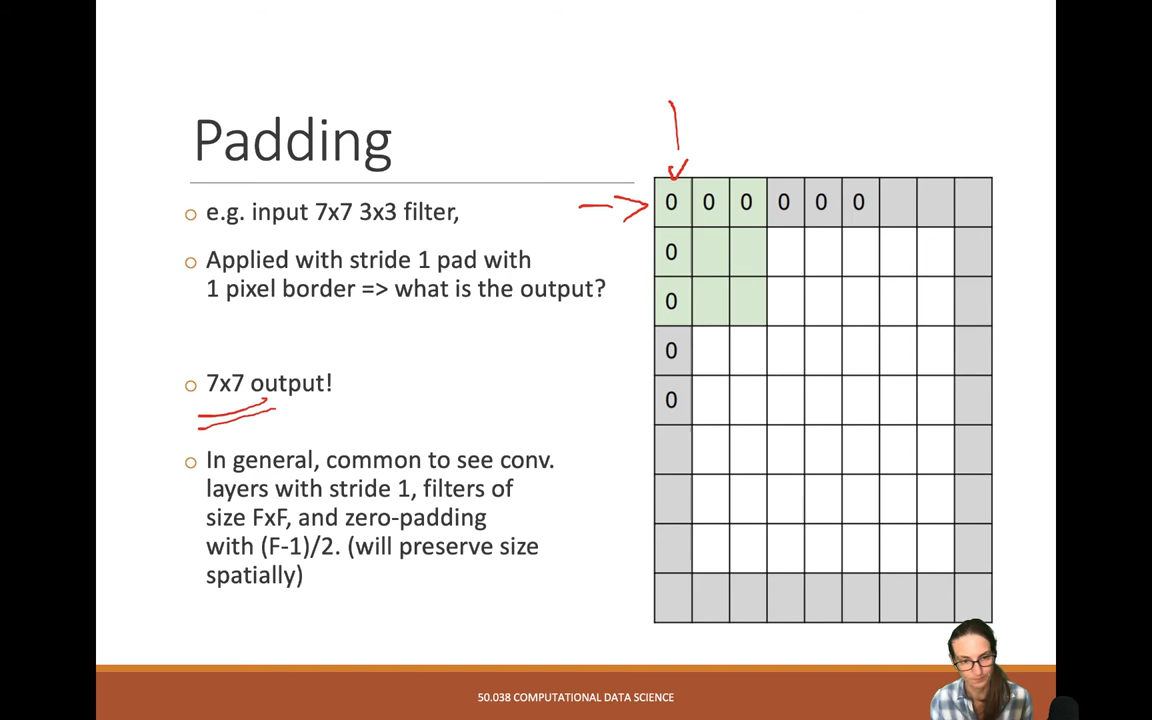 Padding
e.g. input 7x7 3x3 filter,
Applied with stride 1 pad with
1 pixel border => what is the output?
7x7 output!
In general, common to see conv.
layers with stride 1, filters of
size FxF, and zero-padding
with (F-1)/2. (will preserve size
spatially)
0 0 0 0 0 0
0
0
0
0
50.038 COMPUTATIONAL DATA SCIENCE